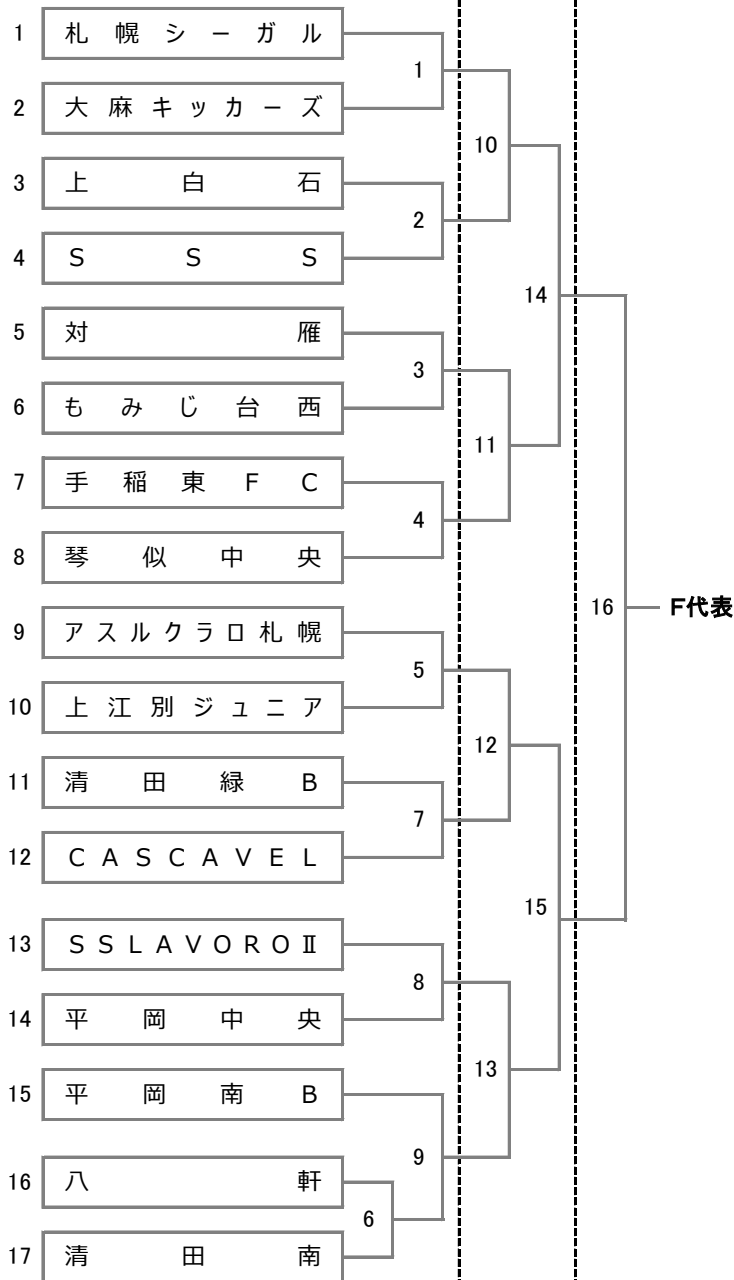 1 札幌シーガル
1
2 大麻キッカーズ
10
3 上白石
2
4 SSS
14
5 対雁
3
6 もみじ台西
11
7 手稲東FC
4
8 琴似中央
16 F代表
9 アスルクラロ札幌
5
10 上江別ジュニア
12
11 清田緑B
7
12 CASCAVEL
15
13 SSLAVOROⅡ
8
14 平岡中央
13
15 平岡南B
9
16 八軒
6
17 清田南